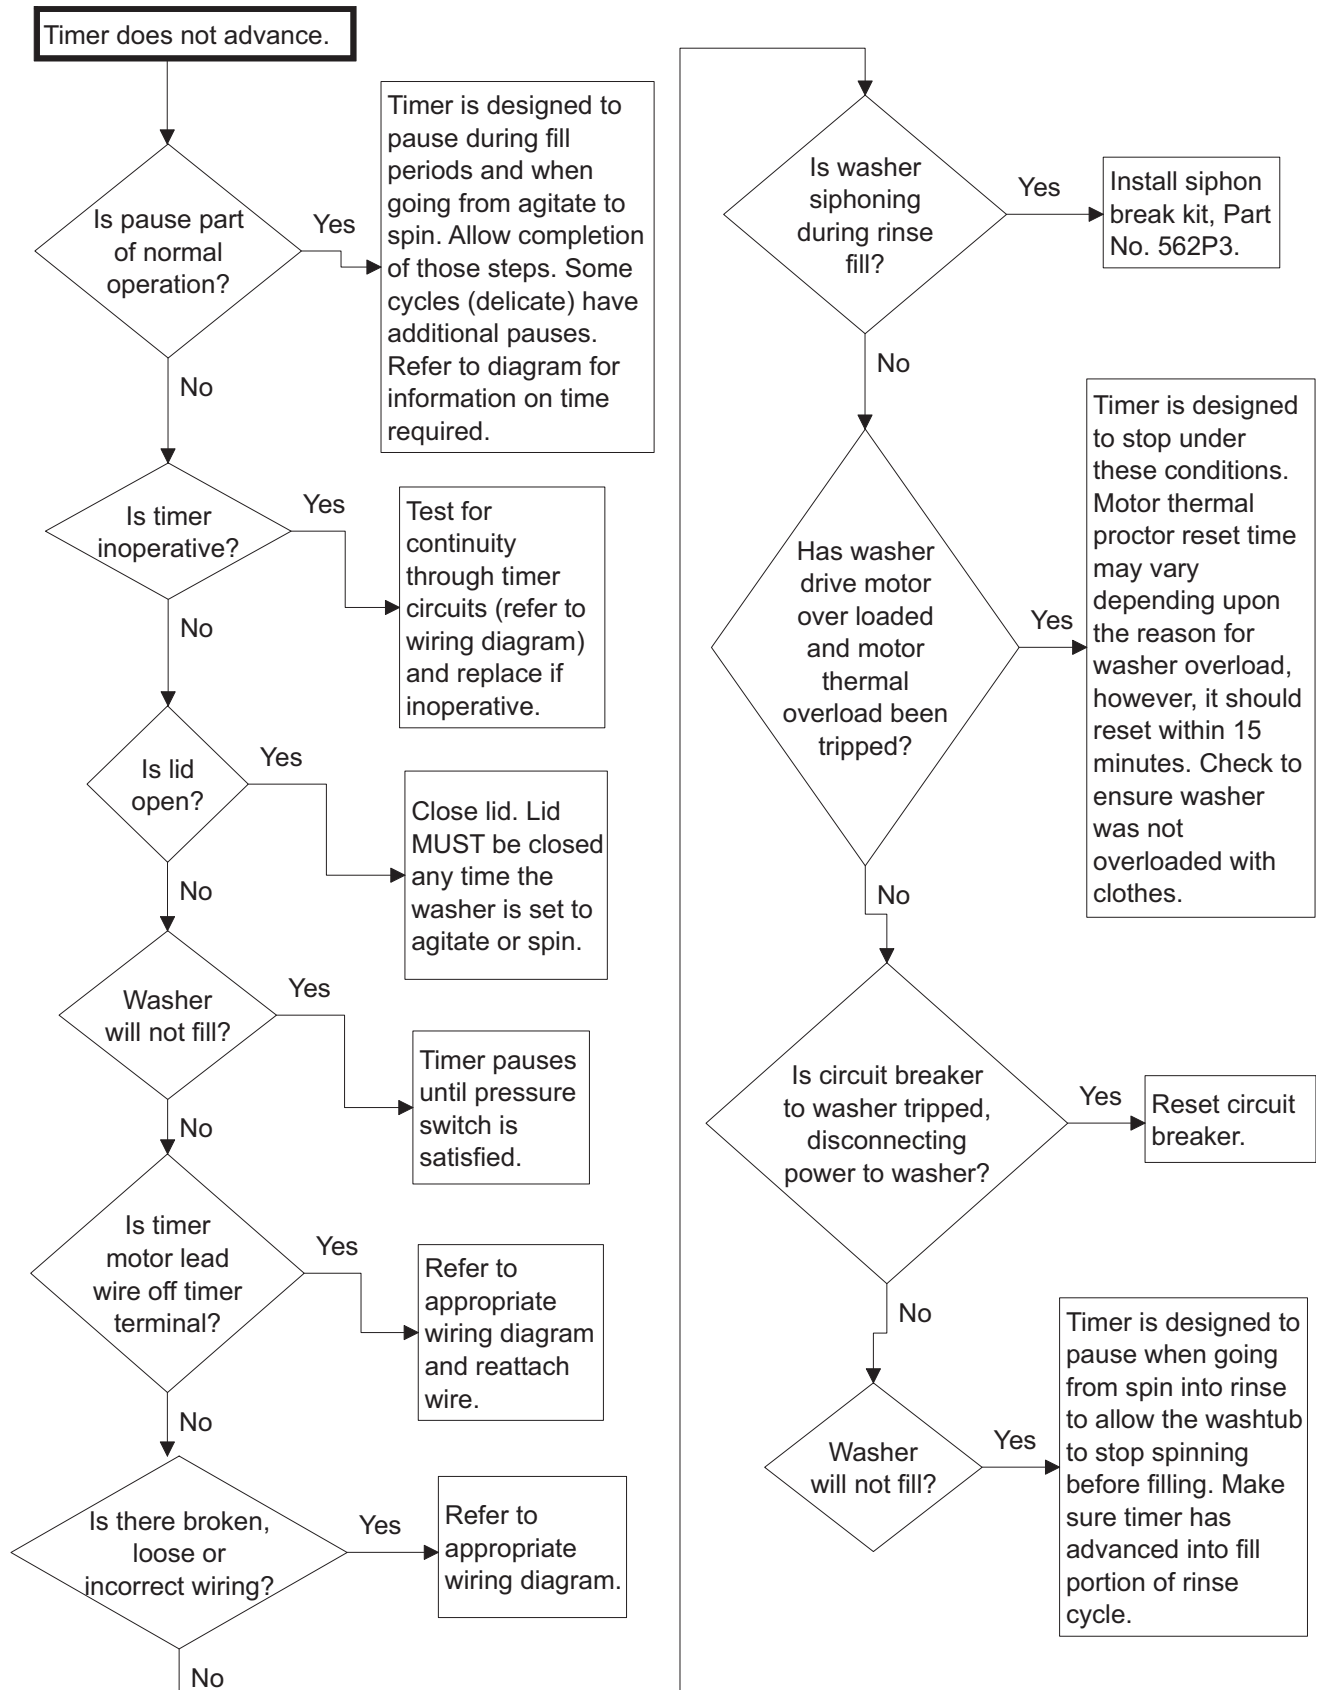 Timer does not advance.
Is pause part
of normal
operation?
Yes
Timer is designed to
pause during fill
periods and when
going from agitate to
spin. Allow completion
of those steps. Some
cycles (delicate) have
additional pauses.
Refer to diagram for
information on time
required.
No
Is timer
inoperative?
Yes
Test for
continuity
through timer
circuits (refer to
wiring diagram)
and replace if
inoperative.
No
Is lid
open?
Yes
Close lid. Lid
MUST be closed
any time the
washer is set to
agitate or spin.
No
Washer
will not fill?
Yes
Timer pauses
until pressure
switch is
satisfied.
No
Is timer
motor lead
wire off timer
terminal?
Yes
Refer to
appropriate
wiring diagram
and reattach
wire.
No
Is there broken,
loose or
incorrect wiring?
Yes
Refer to
appropriate
wiring diagram.
No
Is washer
siphoning
during rinse
fill?
Yes
Install siphon
break kit, Part
No. 562P3.
No
Has washer
drive motor
over loaded
and motor
thermal
overload been
tripped?
Yes
Timer is designed
to stop under
these conditions.
Motor thermal
proctor reset time
may vary
depending upon
the reason for
washer overload,
however, it should
reset within 15
minutes. Check to
ensure washer
was not
overloaded with
clothes.
No
Is circuit breaker
to washer tripped,
disconnecting
power to washer?
Yes
Reset circuit
breaker.
No
Washer
will not fill?
Yes
Timer is designed to
pause when going
from spin into rinse
to allow the washtub
to stop spinning
before filling. Make
sure timer has
advanced into fill
portion of rinse
cycle.